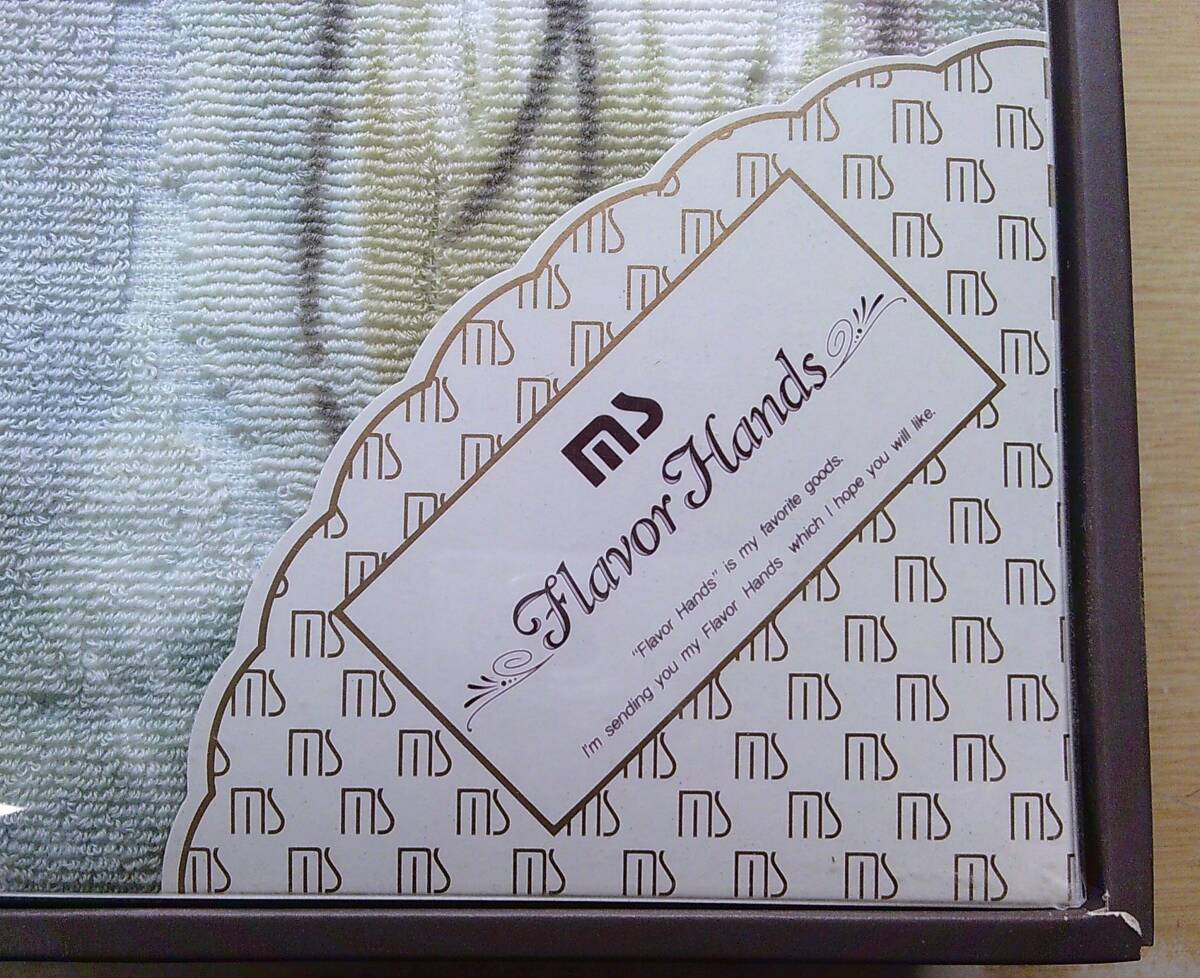 MS
Flavor Hands
"Flavor Hands" is my favorite goods.
I'm sending you my Flavor Hands which I hope you will like.